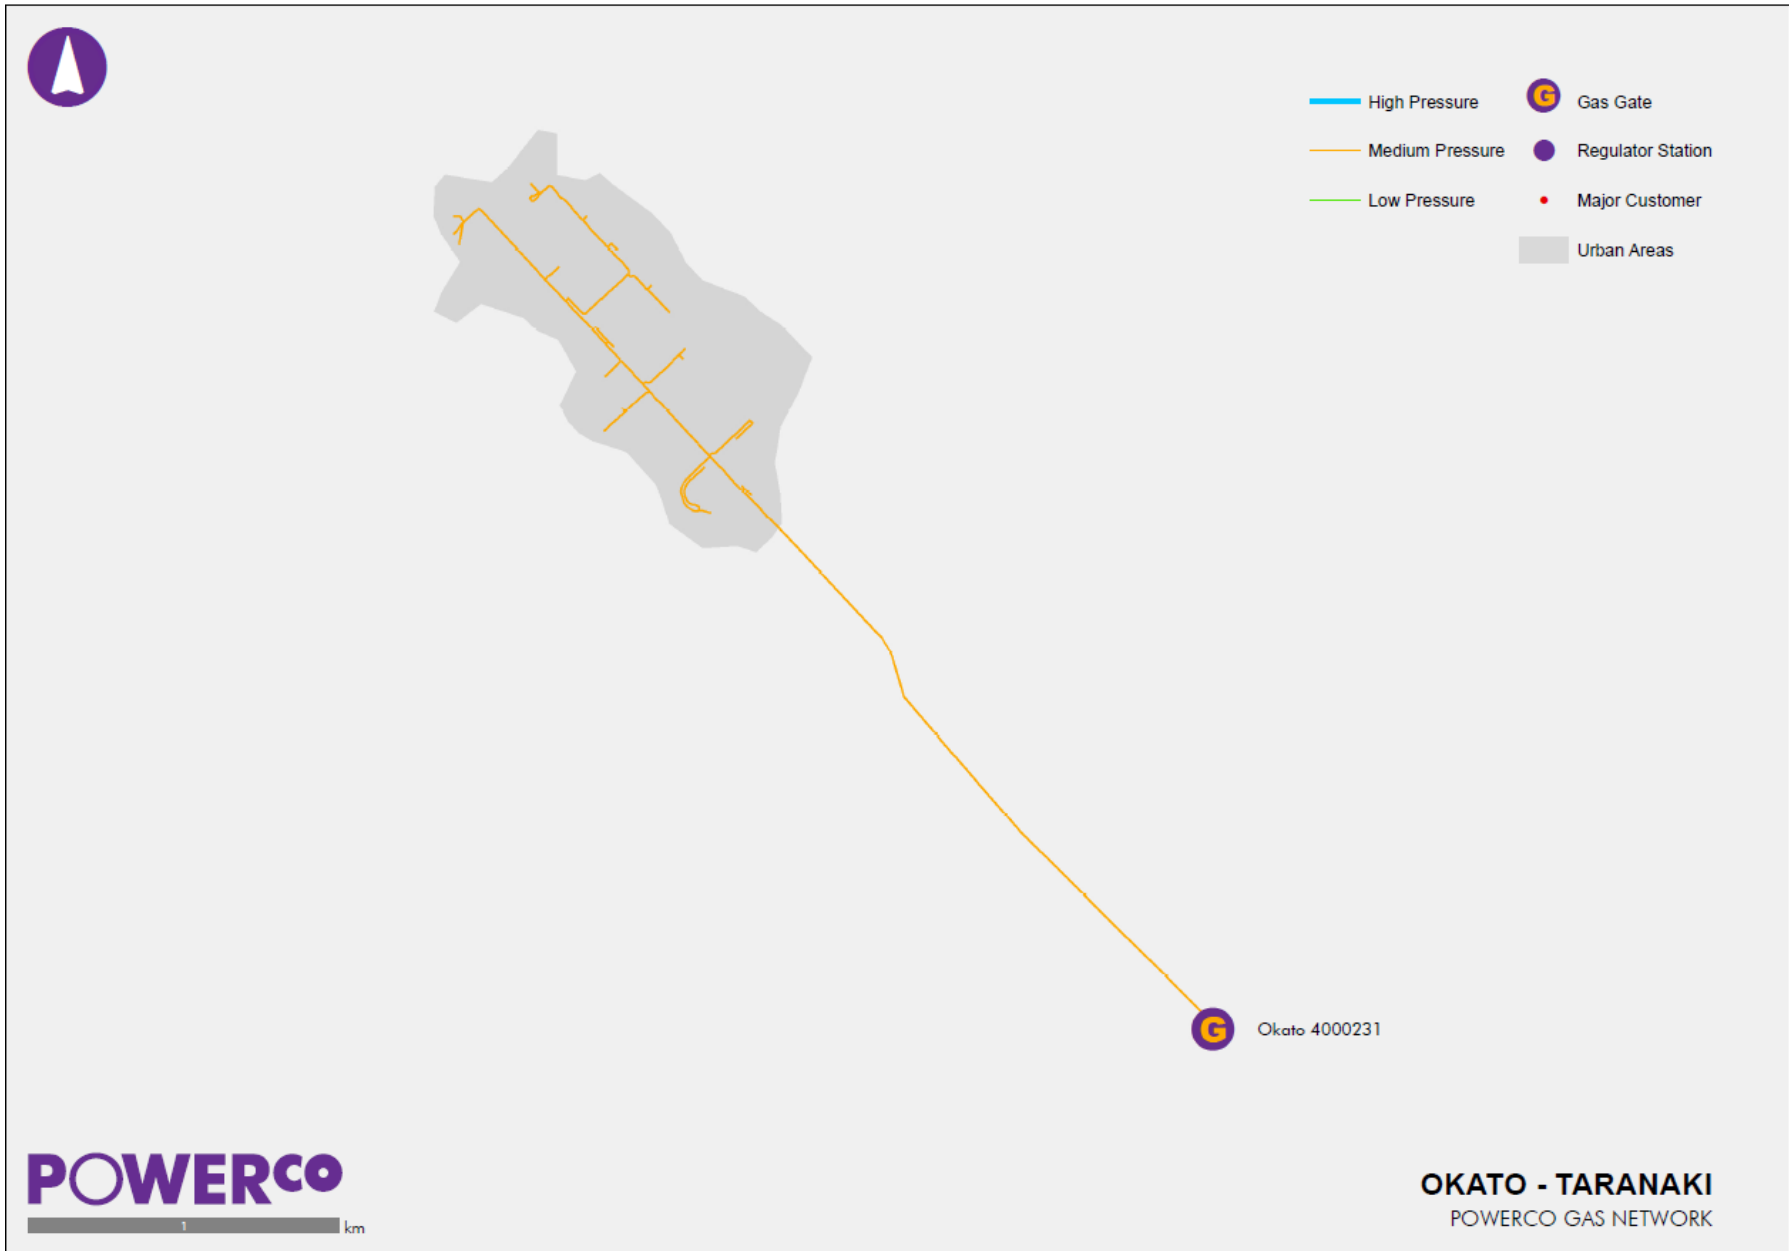 High Pressure
G
Gas Gate
Medium Pressure
Regulator Station
Low Pressure
Major Customer
Urban Areas
G
Okato 4000231
POWERCO
1
km
OKATO - TARANAKI
POWERCO GAS NETWORK